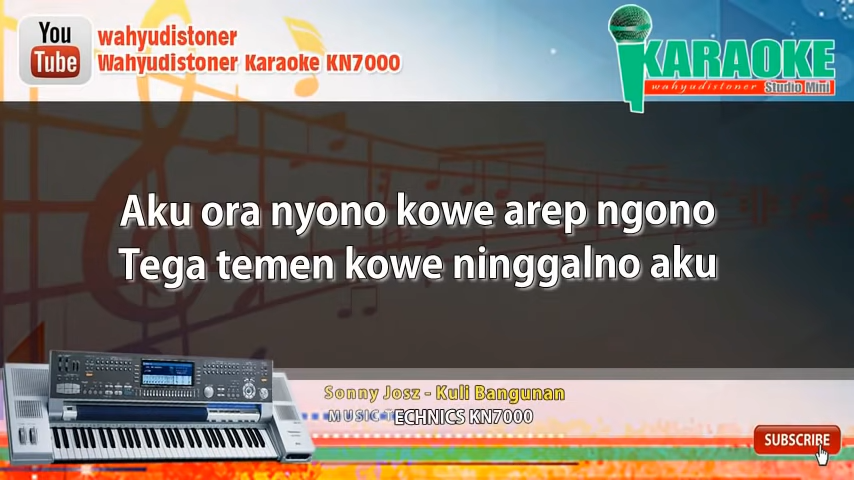 You
Tube
wahyudistoner
Wahyudistoner Karaoke KN7000
KARAOKE
wahyudistoner Studio Mini
Aku ora nyono kowe arep ngono
Tega temen kowe ninggalno aku
Sonny Josz - Kuli Bangunan
MUSIC TECHNICS KN7000
SUBSCRIBE